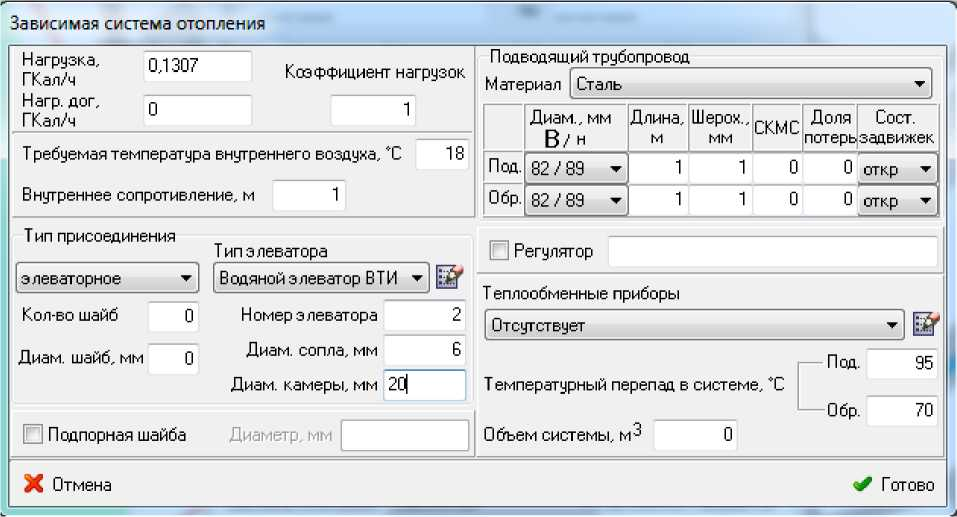 Зависимая система отопления
Нагрузка, ГКал/ч 0,1307
Коэффициент нагрузок 1
Нагр. дог, ГКал/ч 0
Требуемая температура внутреннего воздуха, °С 18
Внутреннее сопротивление, м 1
Тип присоединения
элеваторное
Тип элеватора
Водяной элеватор ВТИ
Кол-во шайб 0
Номер элеватора 2
Диам. шайб, мм 0
Диам. сопла, мм 6
Диам. камеры, мм 20
Подпорная шайба
Диаметр, мм
Подводящий трубопровод
Материал Сталь
Диам., мм В / н
Длина, м
Шерох., мм
СКМС
Доля потерь
Сост. задвижек
Под. 82 / 89 1 1 0 0 откр
Обр. 82 / 89 1 1 0 0 откр
Регулятор
Теплообменные приборы
Отсутствует
Температурный перепад в системе, °С
Под. 95
Обр. 70
Объем системы, м3 0
Отмена
Готово